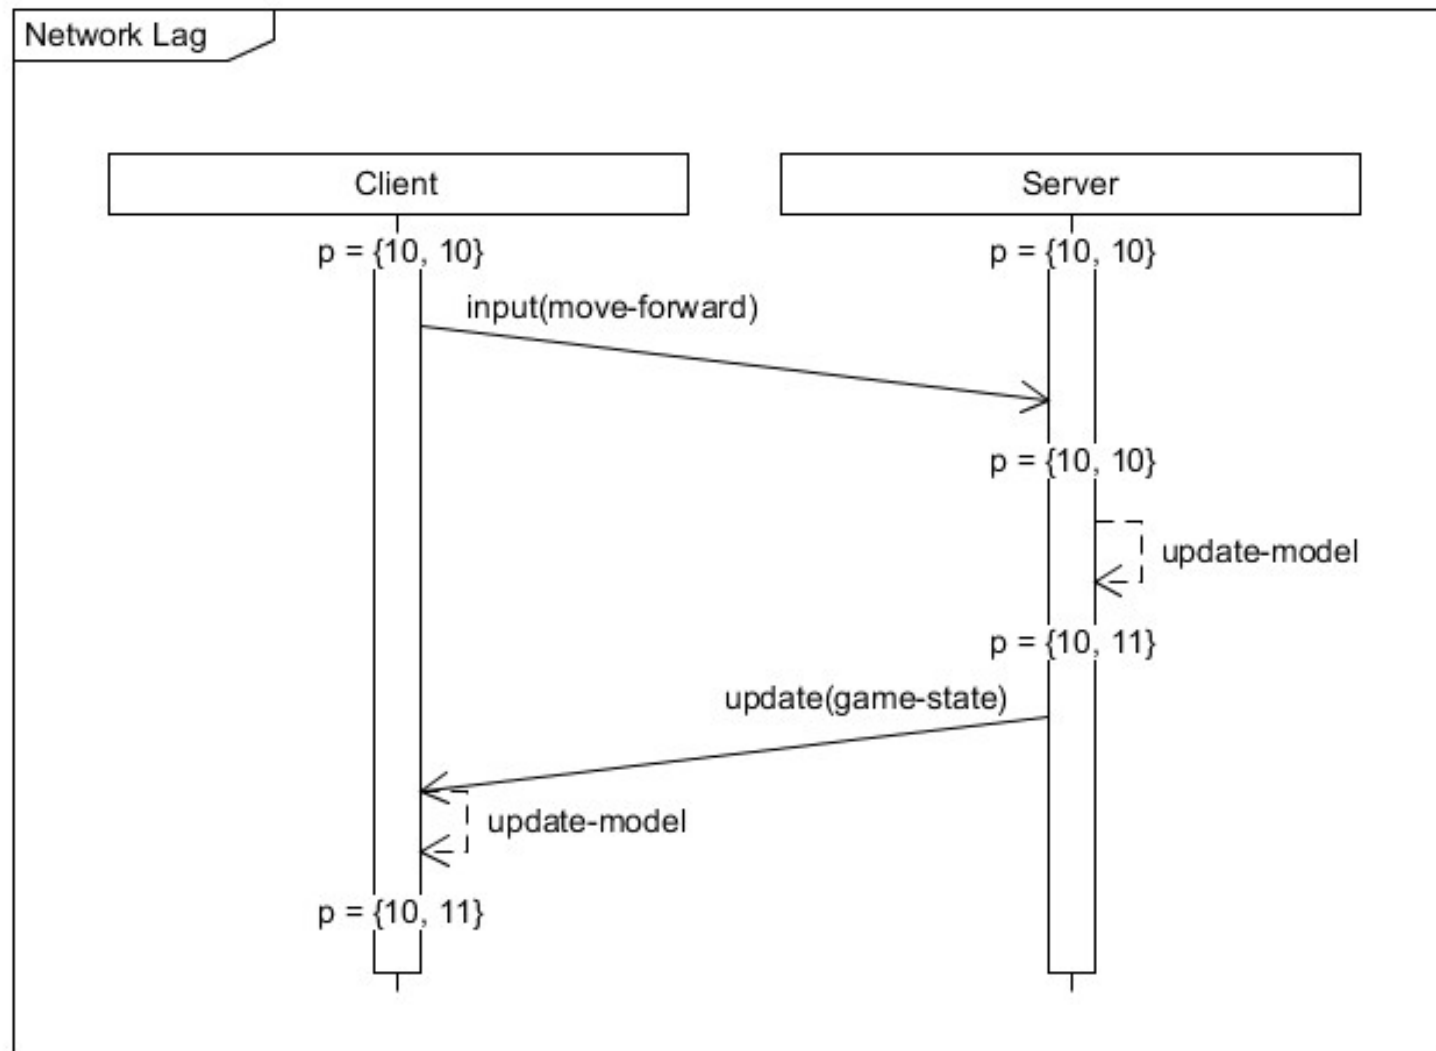 Network Lag
Client
Server
p = {10, 10}
p = {10, 10}
input(move-forward)
p = {10, 10}
update-model
p = {10, 11}
update(game-state)
update-model
p = {10, 11}